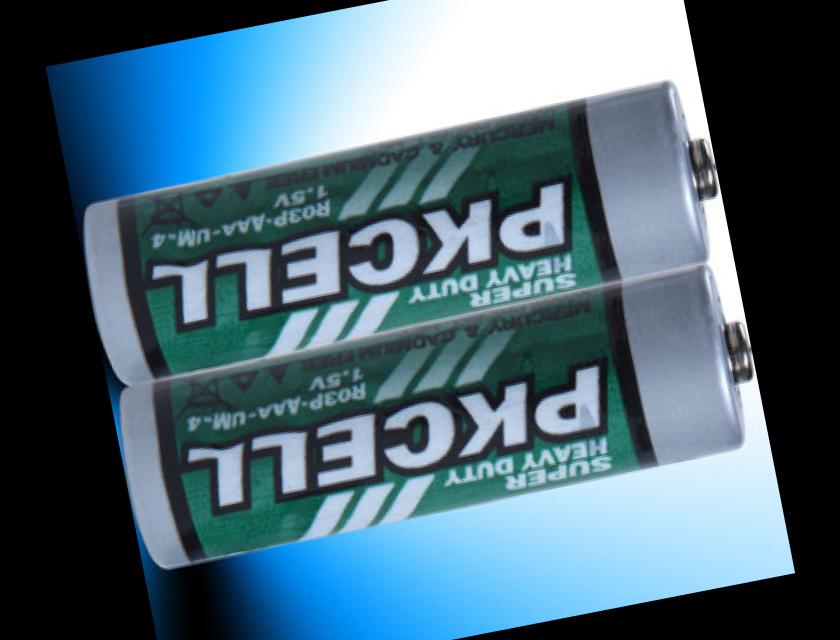 SUPER
HEAVY DUTY
PKCELL
R03P-AAA-UM-4
1.5V
MERCURY & CADMIUM FREE
SUPER
HEAVY DUTY
PKCELL
R03P-AAA-UM-4
1.5V
MERCURY & CADMIUM FREE